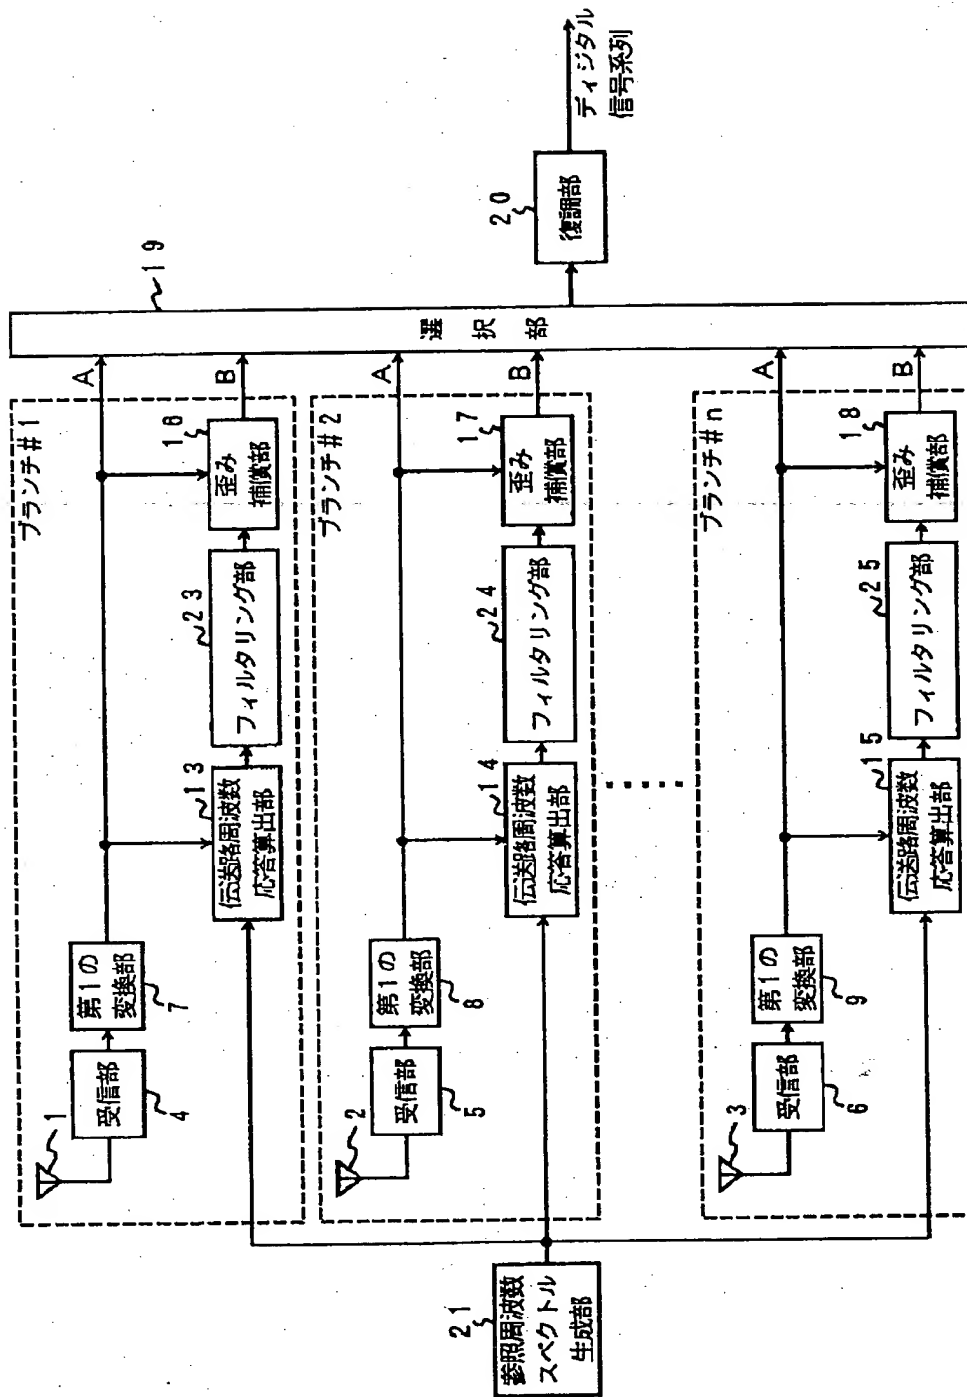 ブランチ#1
1
受信部
4
第1の
変換部
7
伝送路周波数
応答算出部
13
フィルタリング部
23
歪み
補償部
16
A
B
ブランチ#2
2
受信部
5
第1の
変換部
8
伝送路周波数
応答算出部
14
フィルタリング部
24
歪み
補償部
17
A
B
ブランチ#n
3
受信部
6
第1の
変換部
9
伝送路周波数
応答算出部
15
フィルタリング部
25
歪み
補償部
18
A
B
21
参照周波数
スペクトル
生成部
選択部
19
20
復調部
ディジタル
信号系列